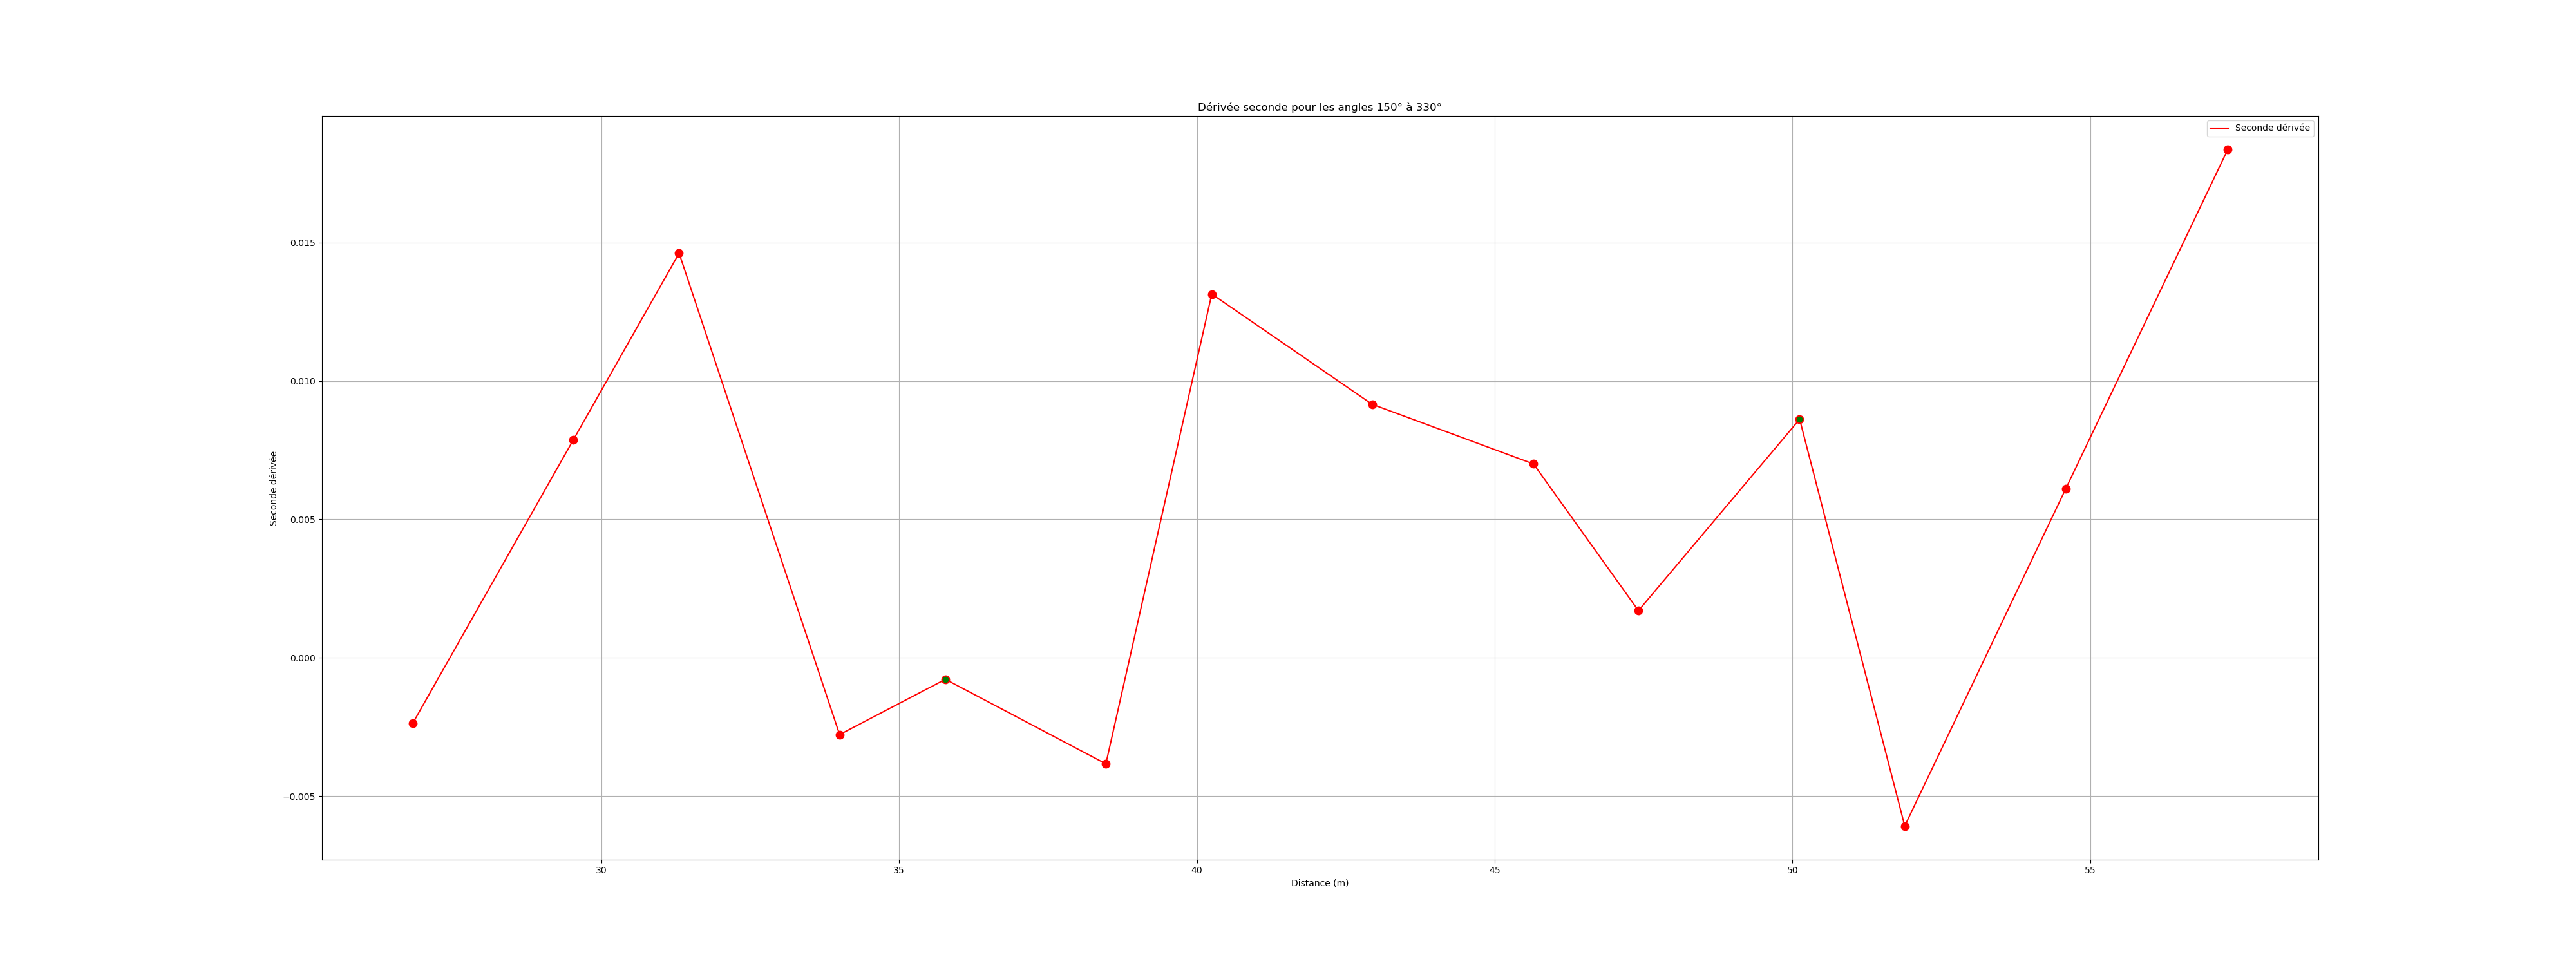 Dérivée seconde pour les angles 150° à 330°
Seconde dérivée
0.015
0.010
0.005
0.000
−0.005
Seconde dérivée
30
35
40
45
50
55
Distance (m)